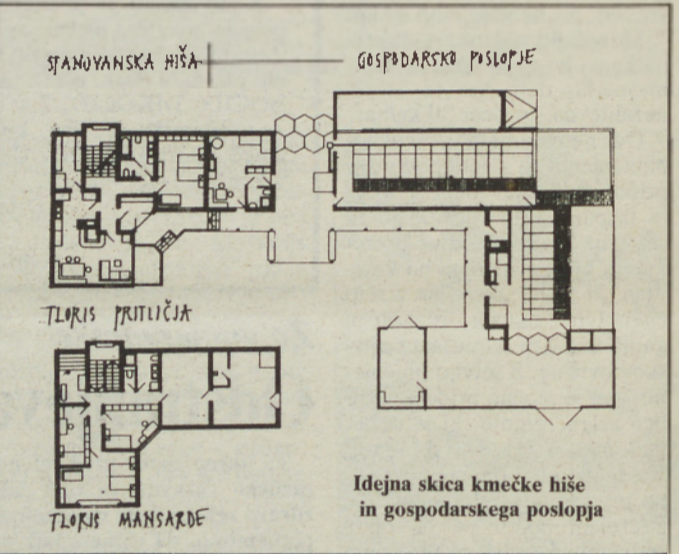 STANOVANSKA HIŠA
GOSPODARSKO POSLOPJE
TLORIS PRITLIČJA
TLORIS MANSARDE
Idejna skica kmečke hiše
in gospodarskega poslopja